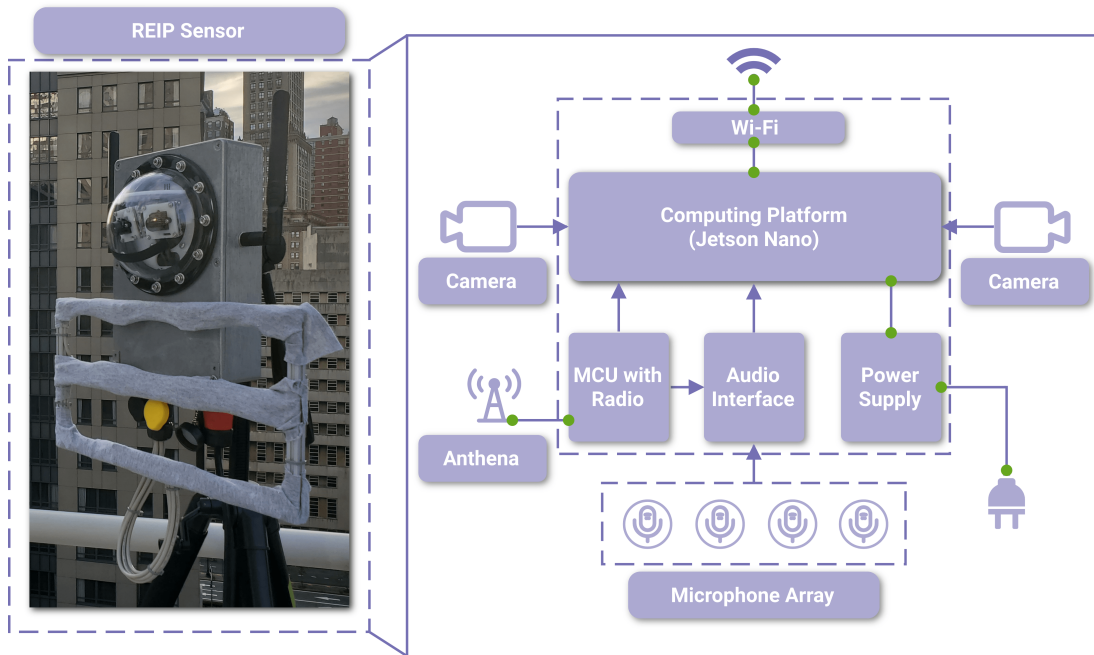 REIP Sensor
Wi-Fi
Computing Platform
(Jetson Nano)
Camera
Camera
MCU with
Radio
Audio
Interface
Power
Supply
Anthena
Microphone Array